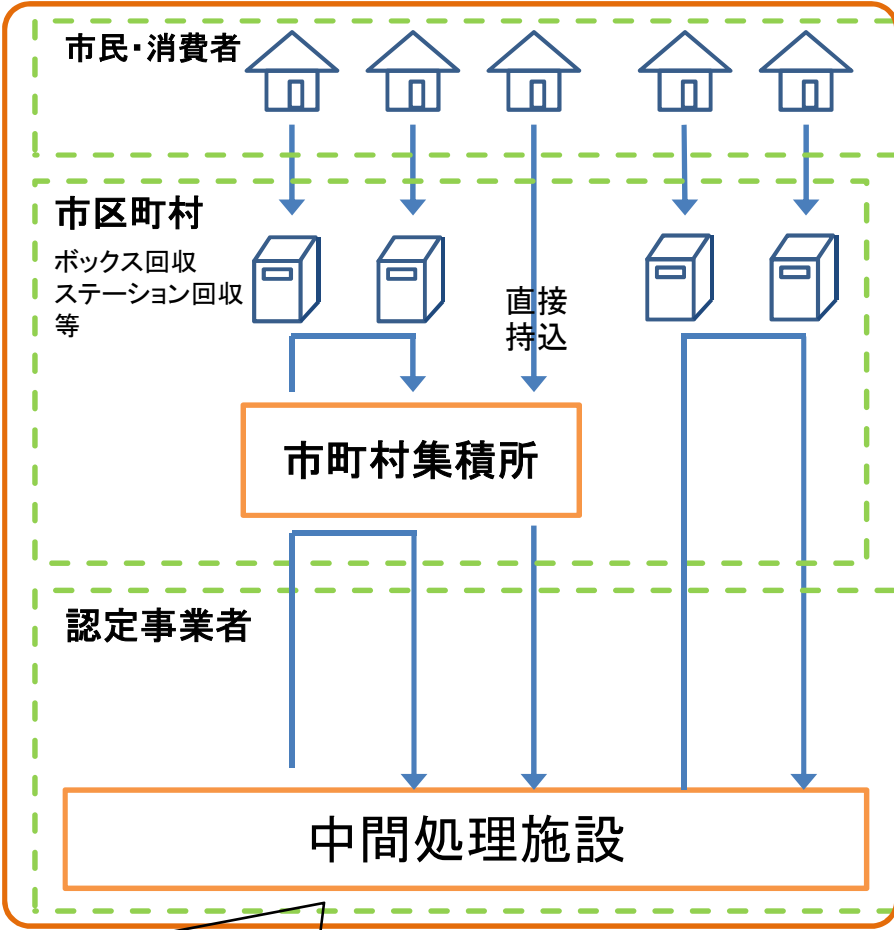 市民・消費者
市区町村
ボックス回収
ステーション回収
等
直接
持込
市町村集積所
認定事業者
中間処理施設